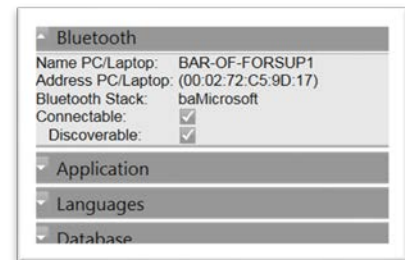 Bluetooth
Name PC/Laptop: BAR-OF-FORSUP1
Address PC/Laptop: (00:02:72:C5:9D:17)
Bluetooth Stack: baMicrosoft
Connectable:
Discoverable:
Application
Languages
Database